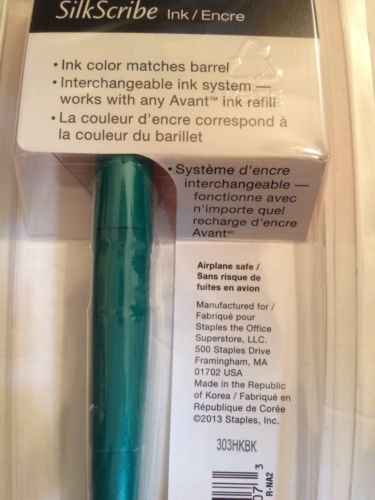 SilkScribe Ink / Encre
• Ink color matches barrel
• Interchangeable ink system —
works with any Avant™ ink refill
• La couleur d'encre correspond à
la couleur du barillet
• Système d'encre
interchangeable —
fonctionne avec
n'importe quel
recharge d'encre
Avant™ᶜ
Airplane safe /
Sans risque de
fuites en avion
Manufactured for /
Fabriqué pour
Staples the Office
Superstore, LLC.
500 Staples Drive
Framingham, MA
01702 USA
Made in the Republic
of Korea / Fabriqué en
République de Corée
©2013 Staples, Inc.
303HKBK
R-NA2